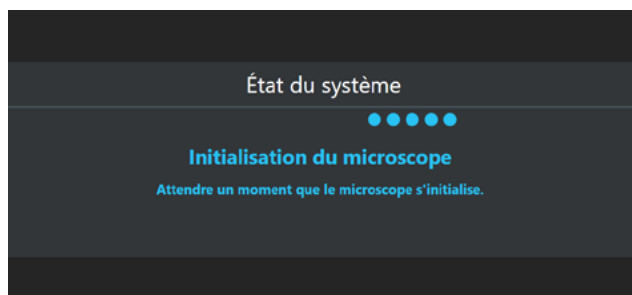 État du système
Initialisation du microscope
Attendre un moment que le microscope s'initialise.